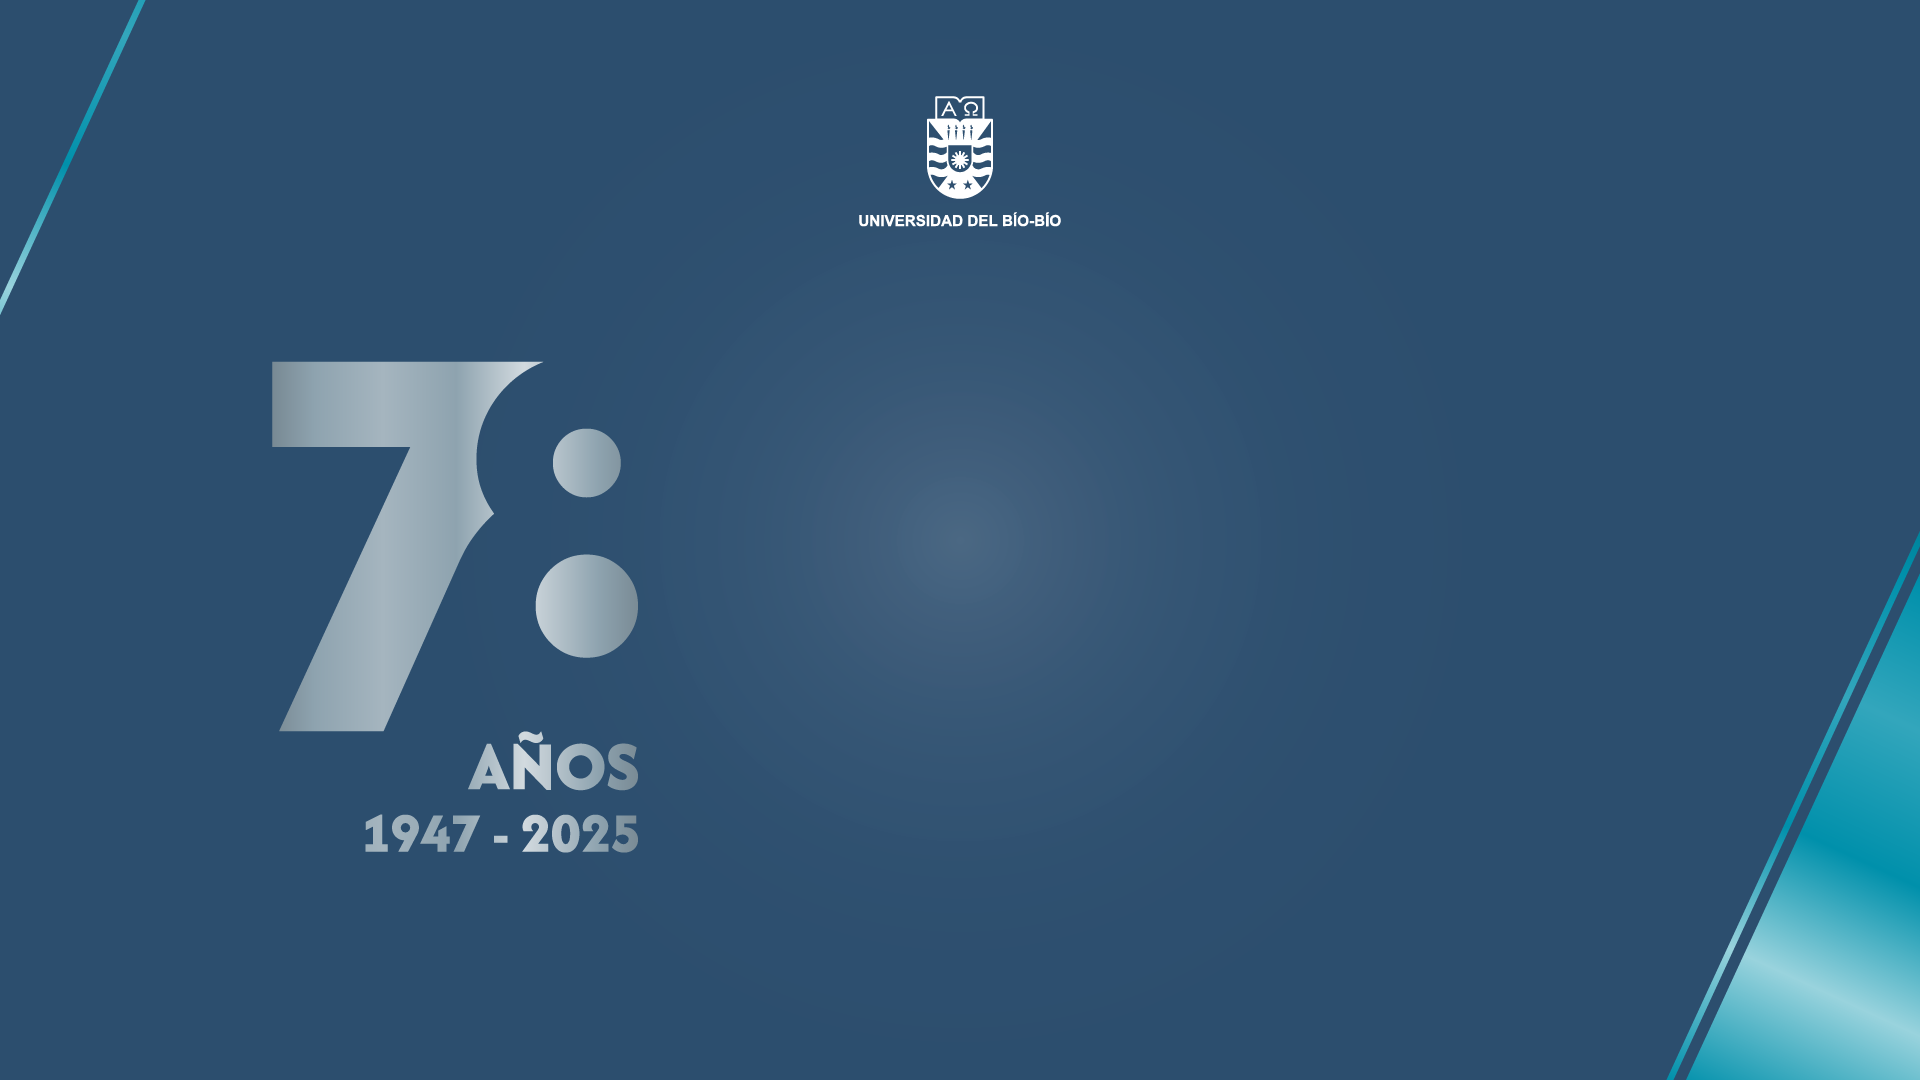 ΑΩ
UNIVERSIDAD DEL BÍO-BÍO
78
AÑOS
1947 - 2025